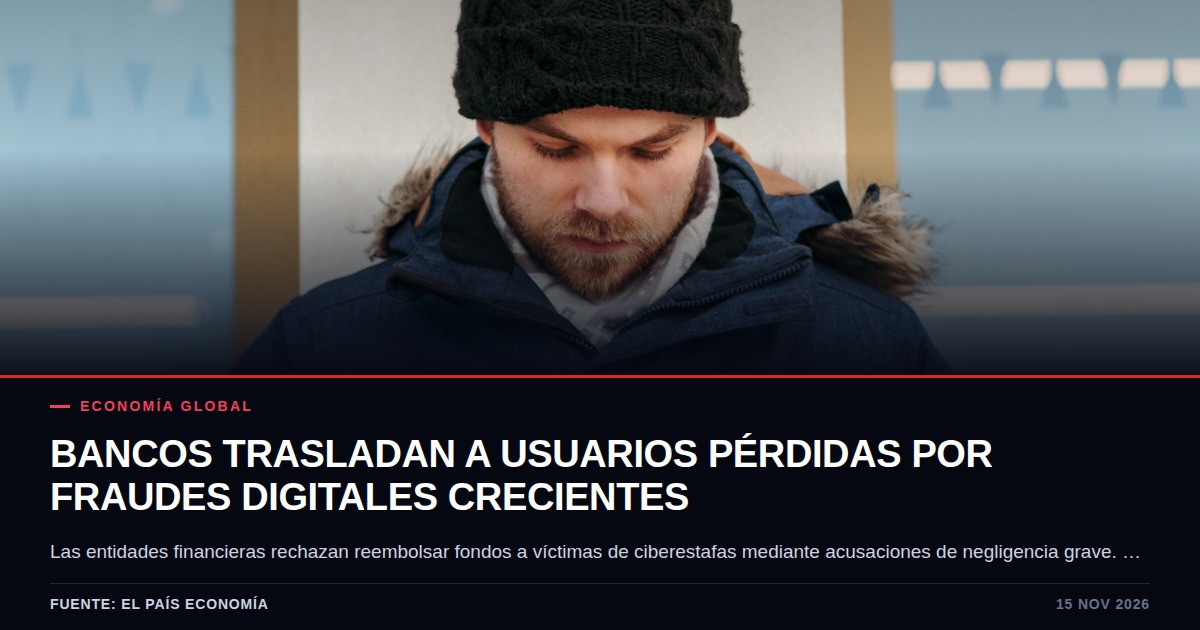 ECONOMÍA GLOBAL
BANCOS TRASLADAN A USUARIOS PÉRDIDAS POR
FRAUDES DIGITALES CRECIENTES
Las entidades financieras rechazan reembolsar fondos a víctimas de ciberestafas mediante acusaciones de negligencia grave. …
FUENTE: EL PAÍS ECONOMÍA
15 NOV 2026